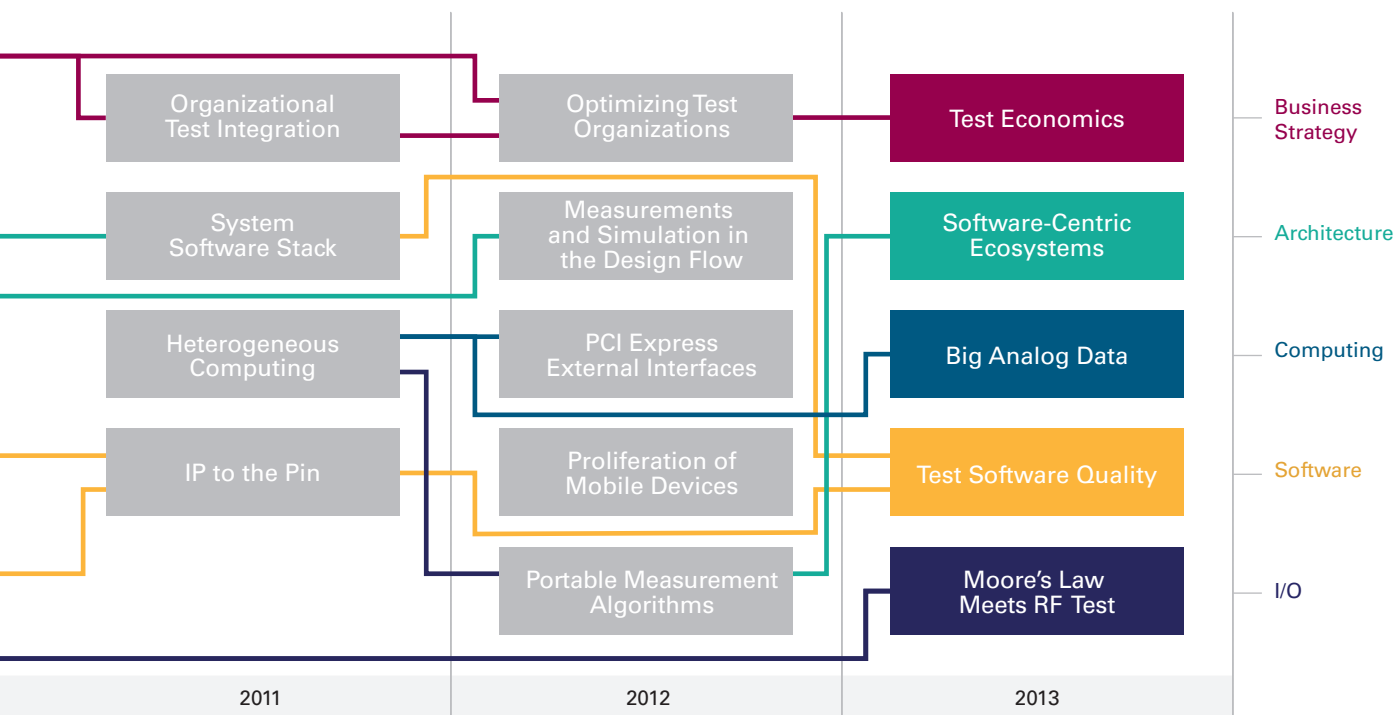 Organizational
Test Integration
Optimizing Test
Organizations
Test Economics
Business
Strategy
System
Software Stack
Measurements
and Simulation in
the Design Flow
Software-Centric
Ecosystems
Architecture
Heterogeneous
Computing
PCI Express
External Interfaces
Big Analog Data
Computing
IP to the Pin
Proliferation of
Mobile Devices
Test Software Quality
Software
Portable Measurement
Algorithms
Moore’s Law
Meets RF Test
I/O
2011
2012
2013